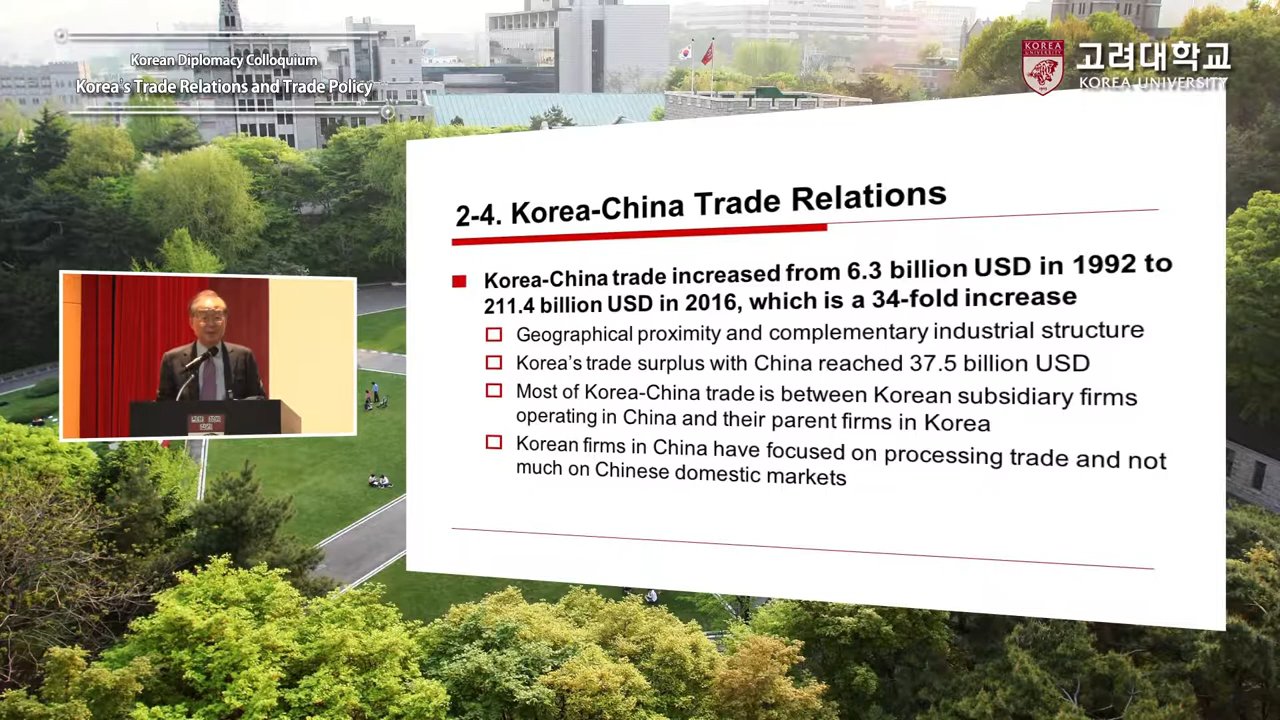 Korean Diplomacy Colloquium
Korea's Trade Relations and Trade Policy
KOREA
UNIVERSITY
고려대학교
KOREA UNIVERSITY
2-4. Korea-China Trade Relations
Korea-China trade increased from 6.3 billion USD in 1992 to
211.4 billion USD in 2016, which is a 34-fold increase
Geographical proximity and complementary industrial structure
Korea's trade surplus with China reached 37.5 billion USD
Most of Korea-China trade is between Korean subsidiary firms
operating in China and their parent firms in Korea
Korean firms in China have focused on processing trade and not
much on Chinese domestic markets